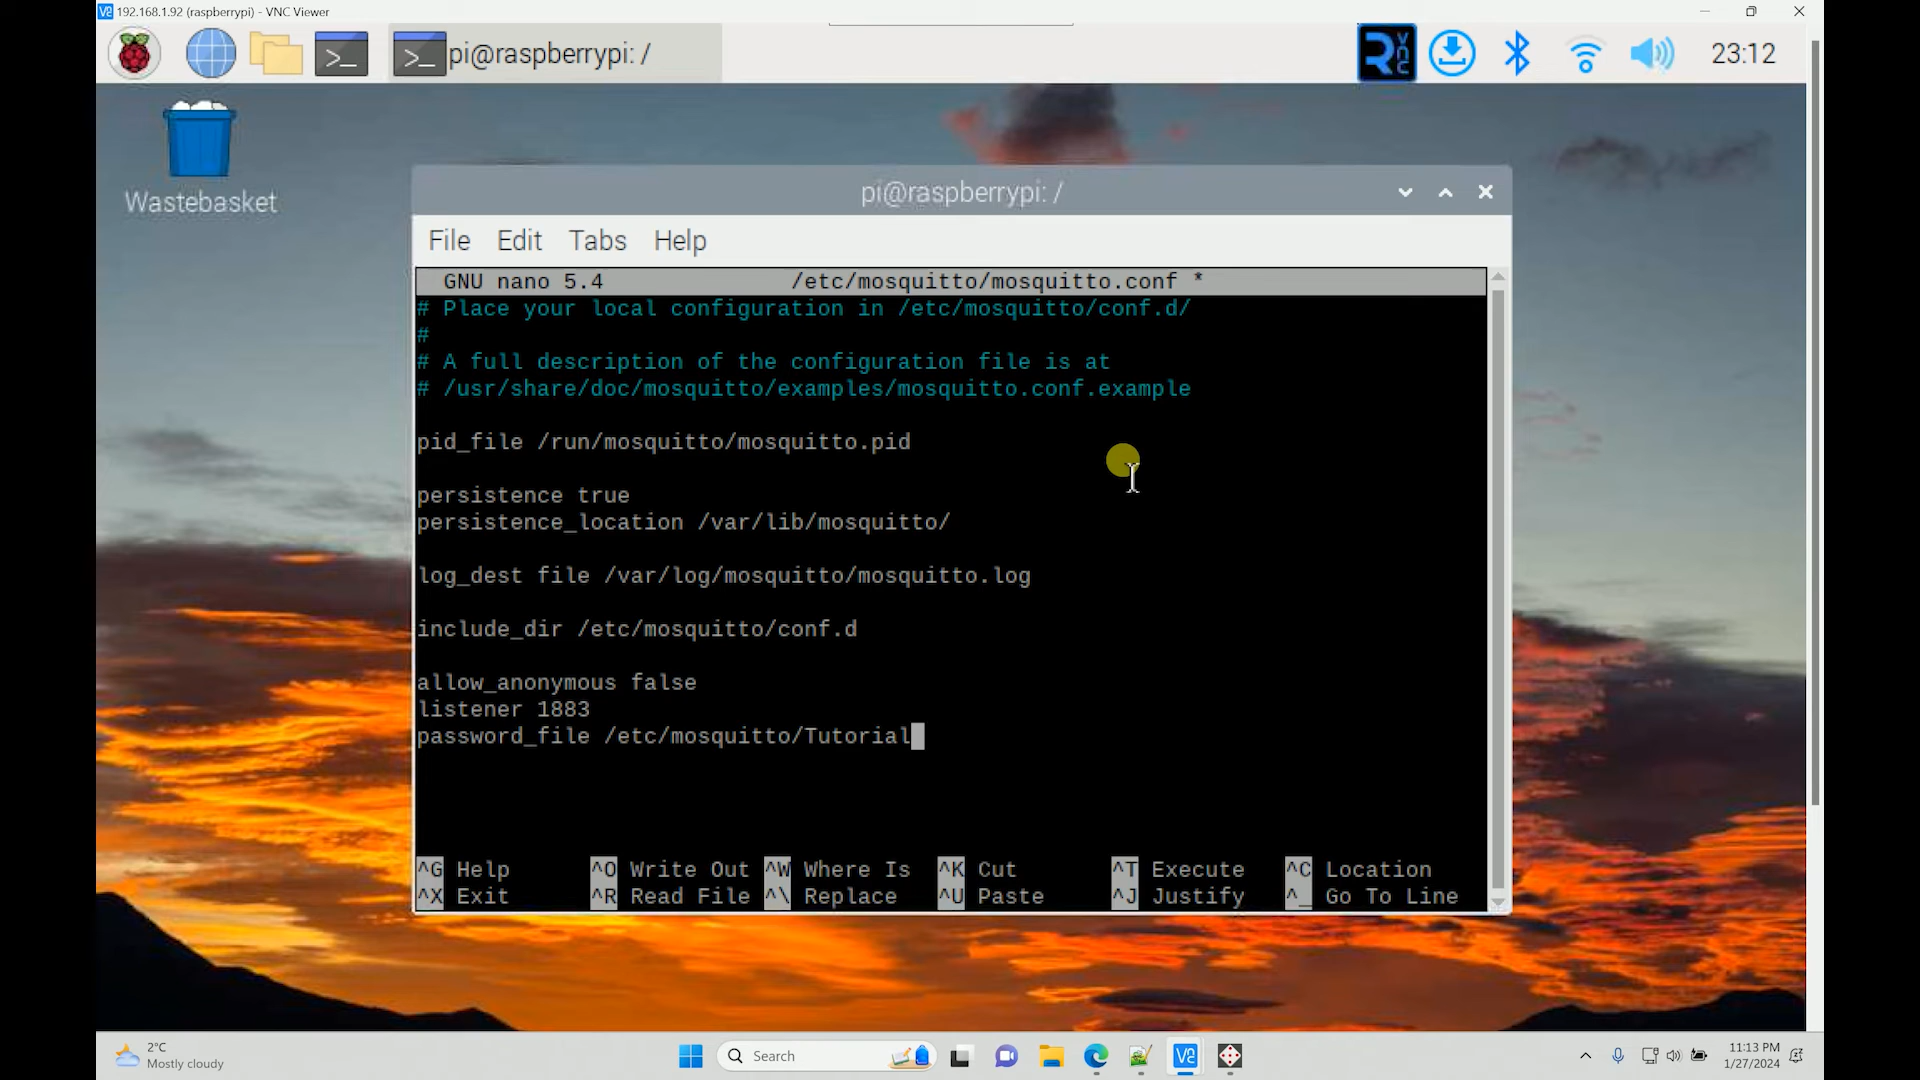 192.168.1.92 (raspberrypi) - VNC Viewer
pi@raspberrypi: /
23:12
Wastebasket
pi@raspberrypi: /
File Edit Tabs Help
GNU nano 5.4 /etc/mosquitto/mosquitto.conf *
# Place your local configuration in /etc/mosquitto/conf.d/
#
# A full description of the configuration file is at
# /usr/share/doc/mosquitto/examples/mosquitto.conf.example
pid_file /run/mosquitto/mosquitto.pid
persistence true
persistence_location /var/lib/mosquitto/
log_dest file /var/log/mosquitto/mosquitto.log
include_dir /etc/mosquitto/conf.d
allow_anonymous false
listener 1883
password_file /etc/mosquitto/Tutorial
^G Help ^O Write Out ^W Where Is ^K Cut ^T Execute ^C Location
^X Exit ^R Read File ^\ Replace ^U Paste ^J Justify ^_ Go To Line
2°C
Mostly cloudy
Search
11:13 PM
1/27/2024